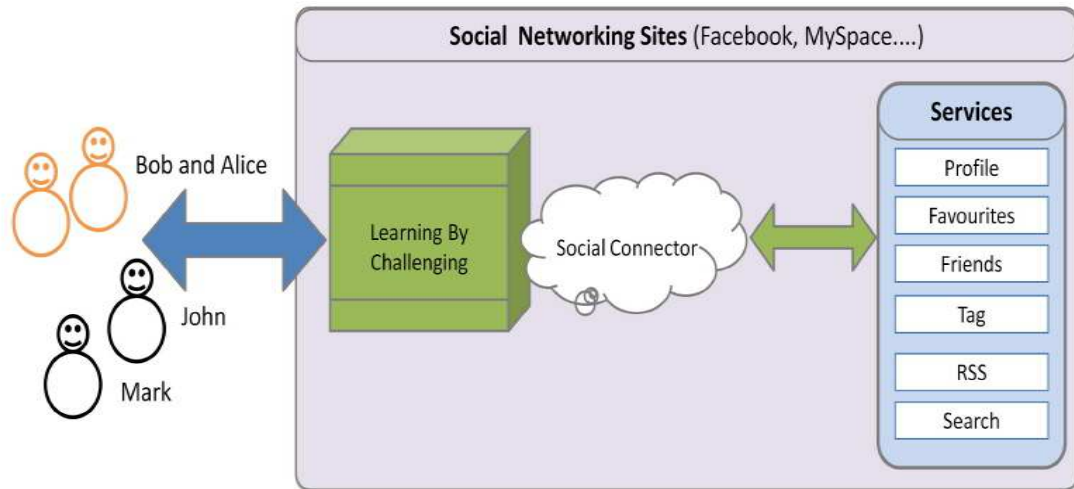 Social Networking Sites (Facebook, MySpace....)
Bob and Alice
John
Mark
Learning By
Challenging
Social Connector
Services
Profile
Favourites
Friends
Tag
RSS
Search